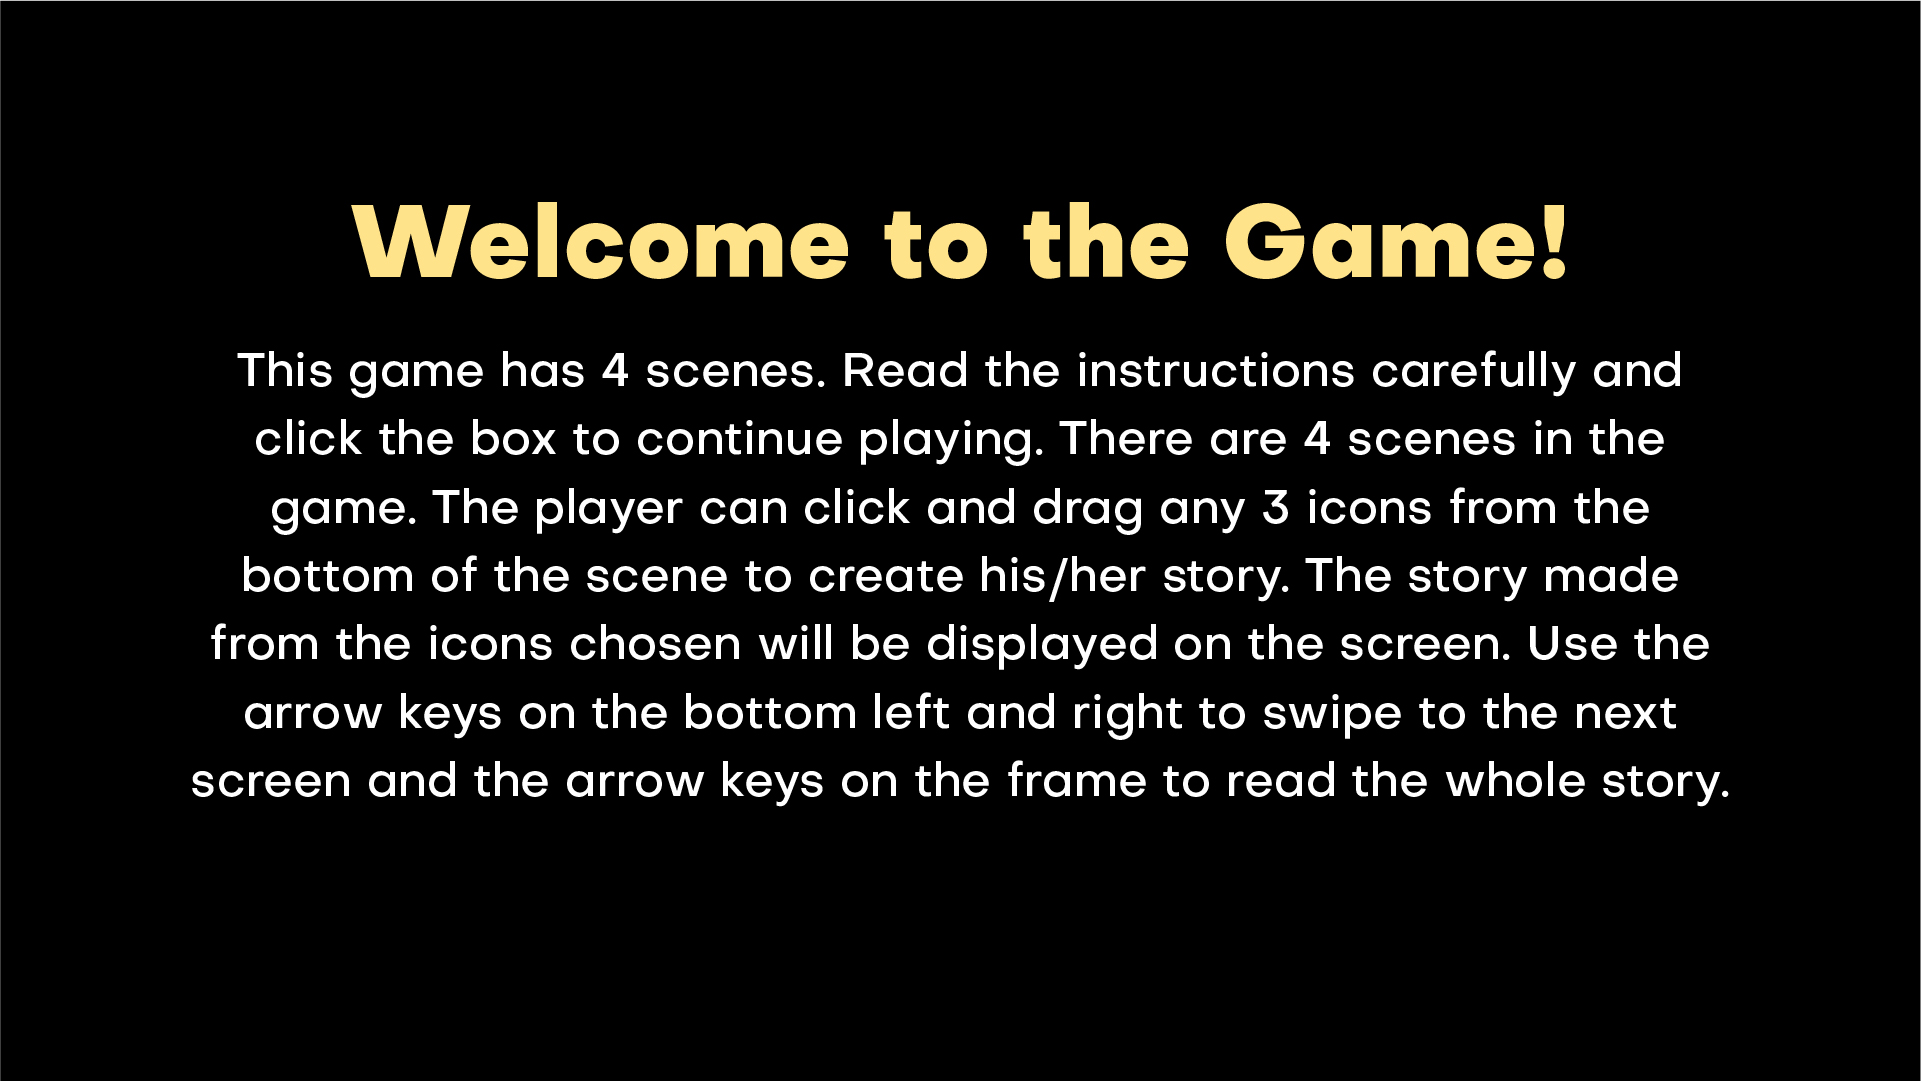 Welcome to the Game!
This game has 4 scenes. Read the instructions carefully and
click the box to continue playing. There are 4 scenes in the
game. The player can click and drag any 3 icons from the
bottom of the scene to create his/her story. The story made
from the icons chosen will be displayed on the screen. Use the
arrow keys on the bottom left and right to swipe to the next
screen and the arrow keys on the frame to read the whole story.